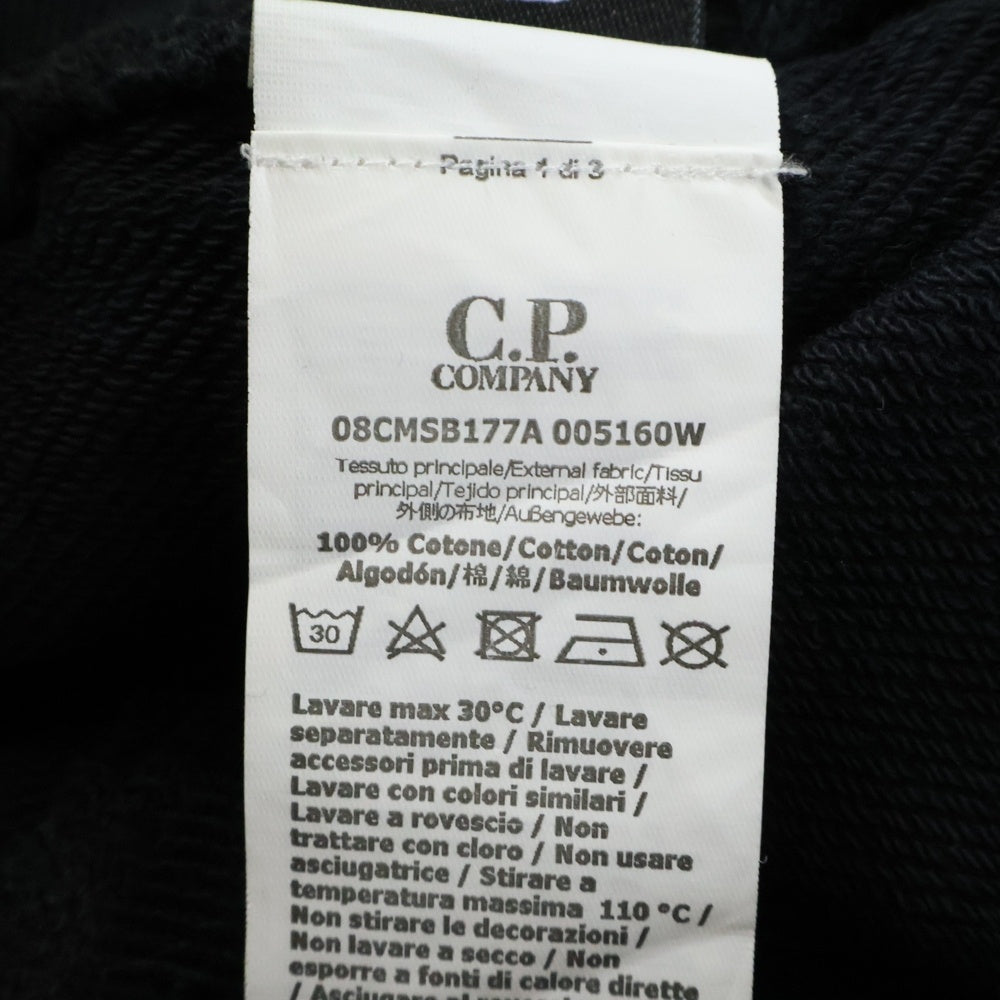 Pagina 1 di 3
C.P.
COMPANY
08CMSB177A 005160W
Tessuto principale/External fabric/Tissu
principal/Tejido principal/外部面料/
外側の布地/Außengewebe:
100% Cotone/Cotton/Coton/
Algodón/棉/綿/Baumwolle
30
Lavare max 30°C / Lavare
separatamente / Rimuovere
accessori prima di lavare /
Lavare con colori similari /
Lavare a rovescio / Non
trattare con cloro / Non usare
asciugatrice / Stirare a
temperatura massima 110 °C /
Non stirare le decorazioni /
Non lavare a secco / Non
esporre a fonti di calore dirette
/ Asciugare al